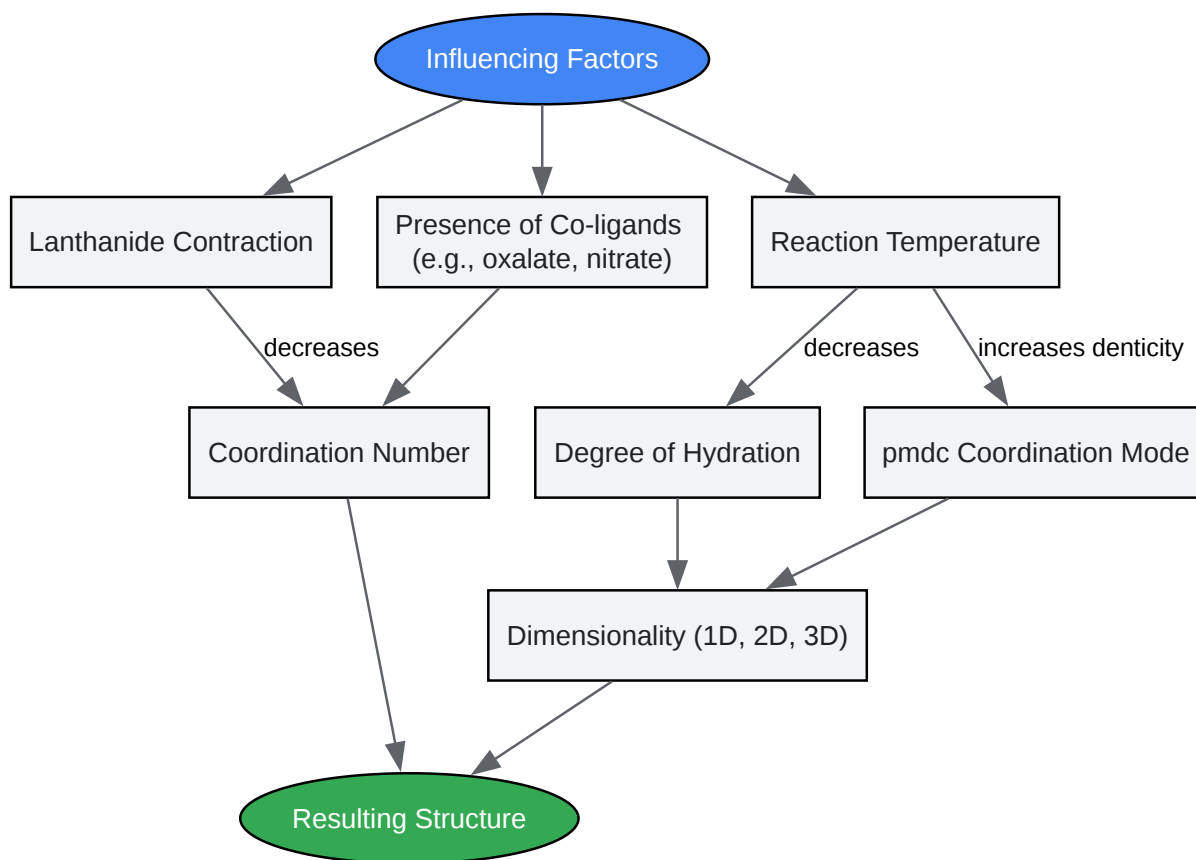 Influencing Factors
Lanthanide Contraction
Presence of Co-ligands
(e.g., oxalate, nitrate)
Reaction Temperature
decreases
decreases
increases denticity
Coordination Number
Degree of Hydration
pmdc Coordination Mode
Dimensionality (1D, 2D, 3D)
Resulting Structure